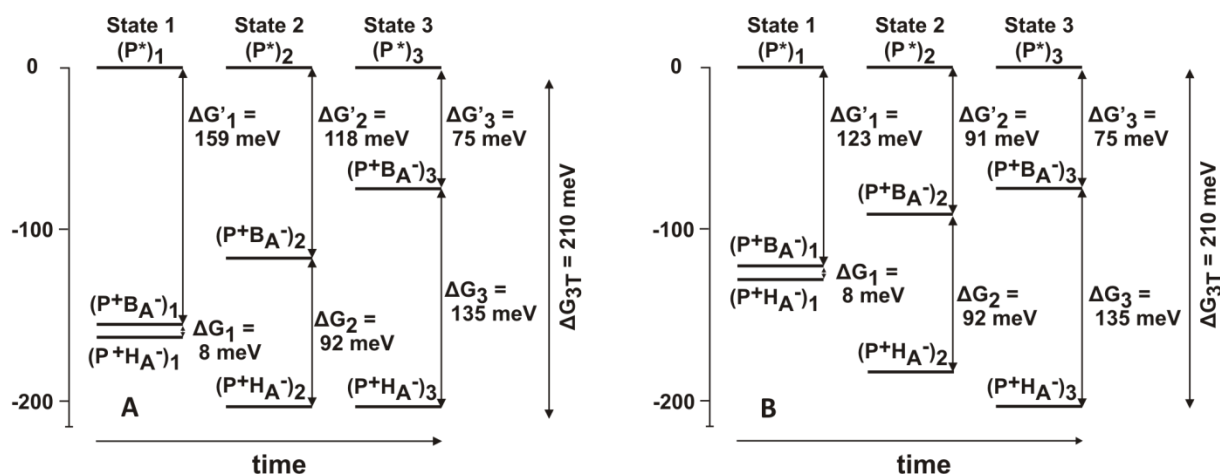 State 1
(P*)1
State 2
(P*)2
State 3
(P*)3
0
-100
-200
ΔG'1 =
159 meV
ΔG'2 =
118 meV
ΔG'3 =
75 meV
(P+BA-)3
(P+BA-)2
(P+BA-)1
(P+HA-)1
ΔG1 =
8 meV
ΔG2 =
92 meV
ΔG3 =
135 meV
(P+HA-)2
(P+HA-)3
ΔG3T = 210 meV
A
time
State 1
(P*)1
State 2
(P*)2
State 3
(P*)3
0
-100
-200
ΔG'1 =
123 meV
ΔG'2 =
91 meV
ΔG'3 =
75 meV
(P+BA-)3
(P+BA-)2
(P+BA-)1
(P+HA-)1
ΔG1 =
8 meV
ΔG2 =
92 meV
ΔG3 =
135 meV
(P+HA-)2
(P+HA-)3
ΔG3T = 210 meV
B
time